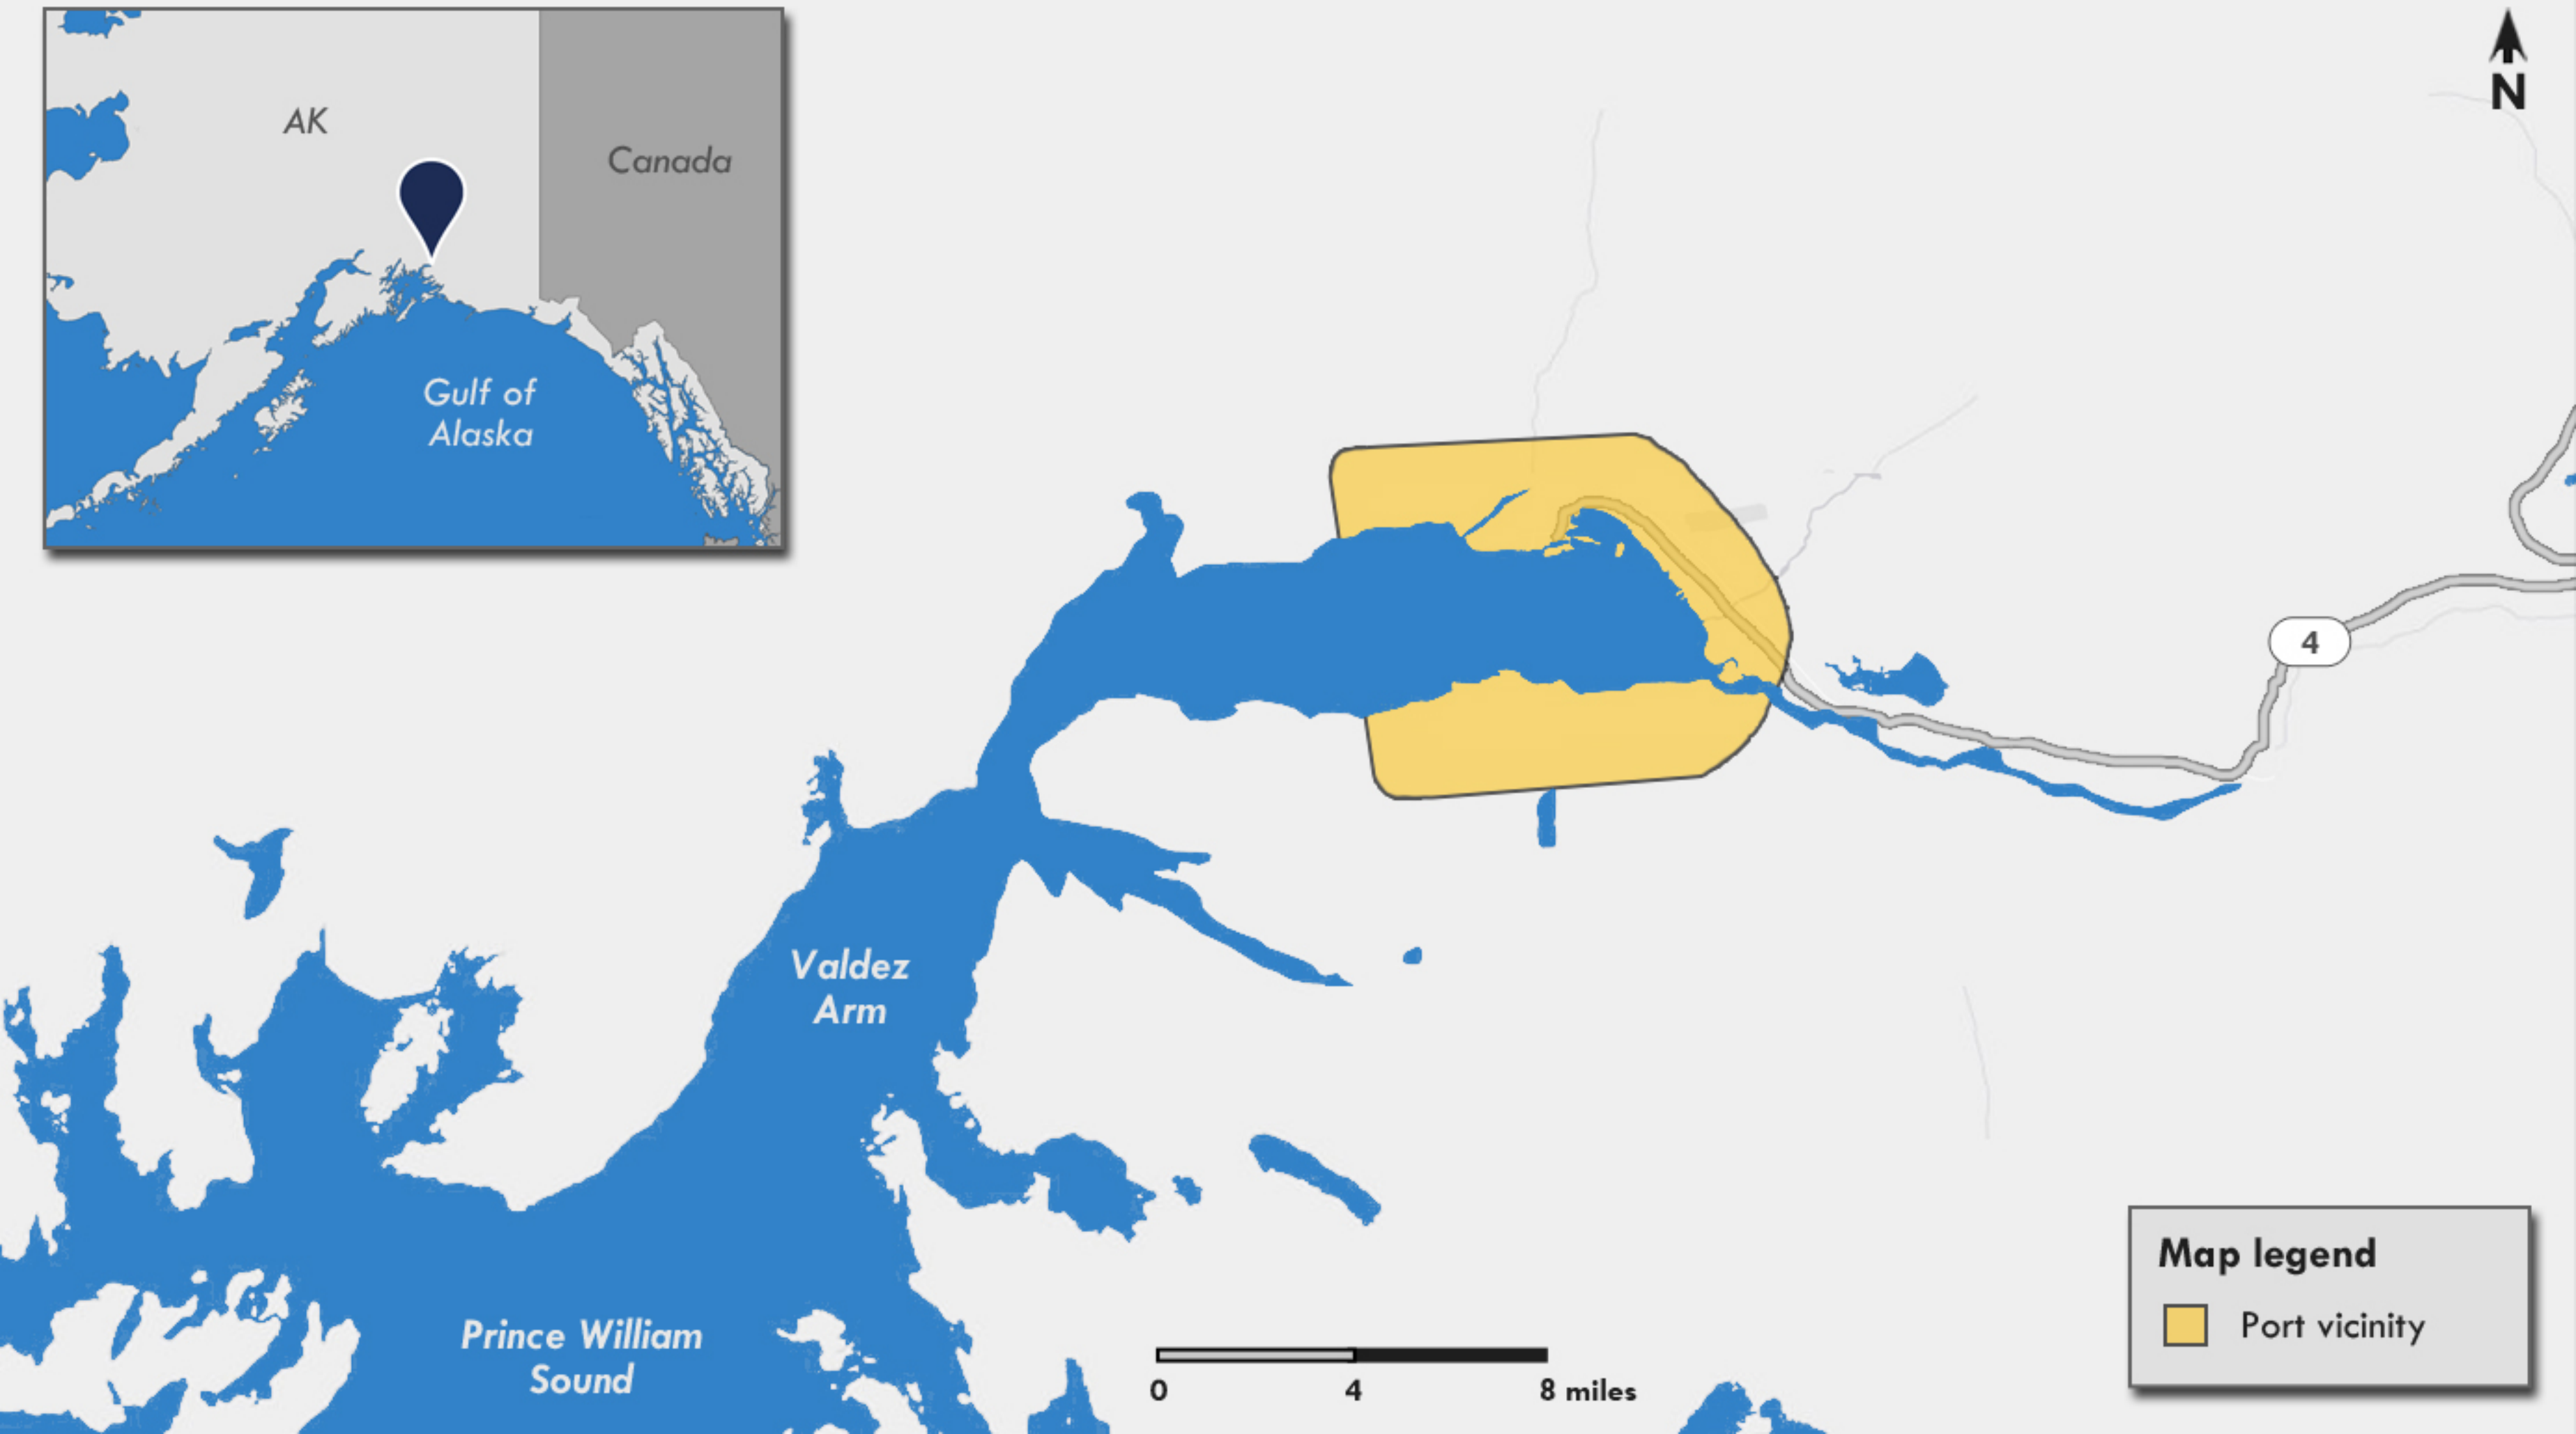 AK
Canada
Gulf of
Alaska
N
4
Valdez
Arm
Prince William
Sound
0 4 8 miles
Map legend
Port vicinity